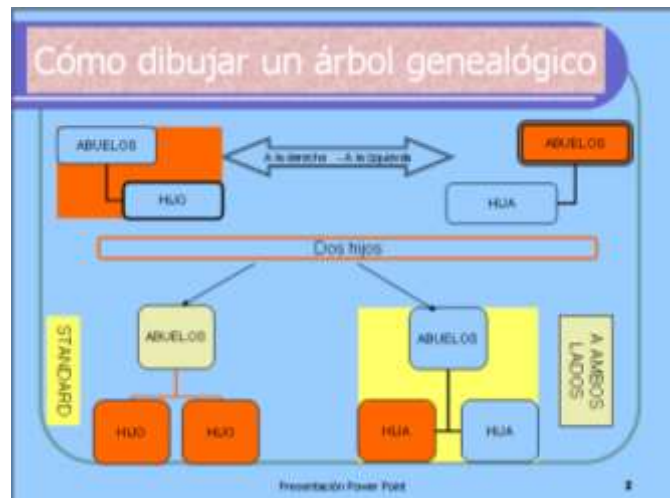 Cómo dibujar un árbol genealógico
ABUELOS
A la derecha - A la izquierda
ABUELOS
HIJO
HIJA
Dos hijos
STANDARD
ABUELOS
ABUELOS
A AMBOS
LADOS
HIJO
HIJO
HIJA
HIJA
Presentación Power Point
2